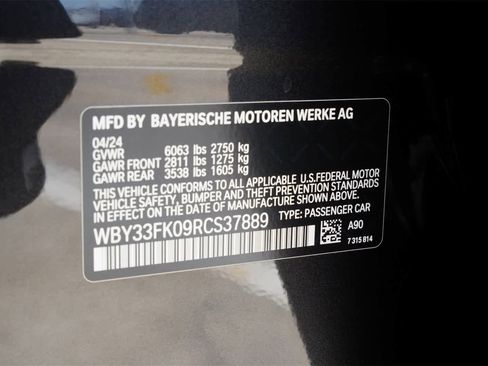 MFD BY BAYERISCHE MOTOREN WERKE AG
04/24
GVWR 6063 lbs 2750 kg
GAWR FRONT 2811 lbs 1275 kg
GAWR REAR 3538 lbs 1605 kg
THIS VEHICLE CONFORMS TO ALL APPLICABLE U.S.FEDERAL MOTOR
VEHICLE SAFETY, BUMPER AND THEFT PREVENTION STANDARDS
IN EFFECT ON THE DATE OF MANUFACTURE SHOWN ABOVE.
WBY33FK09RCS37889 TYPE: PASSENGER CAR
A90
7 315 814